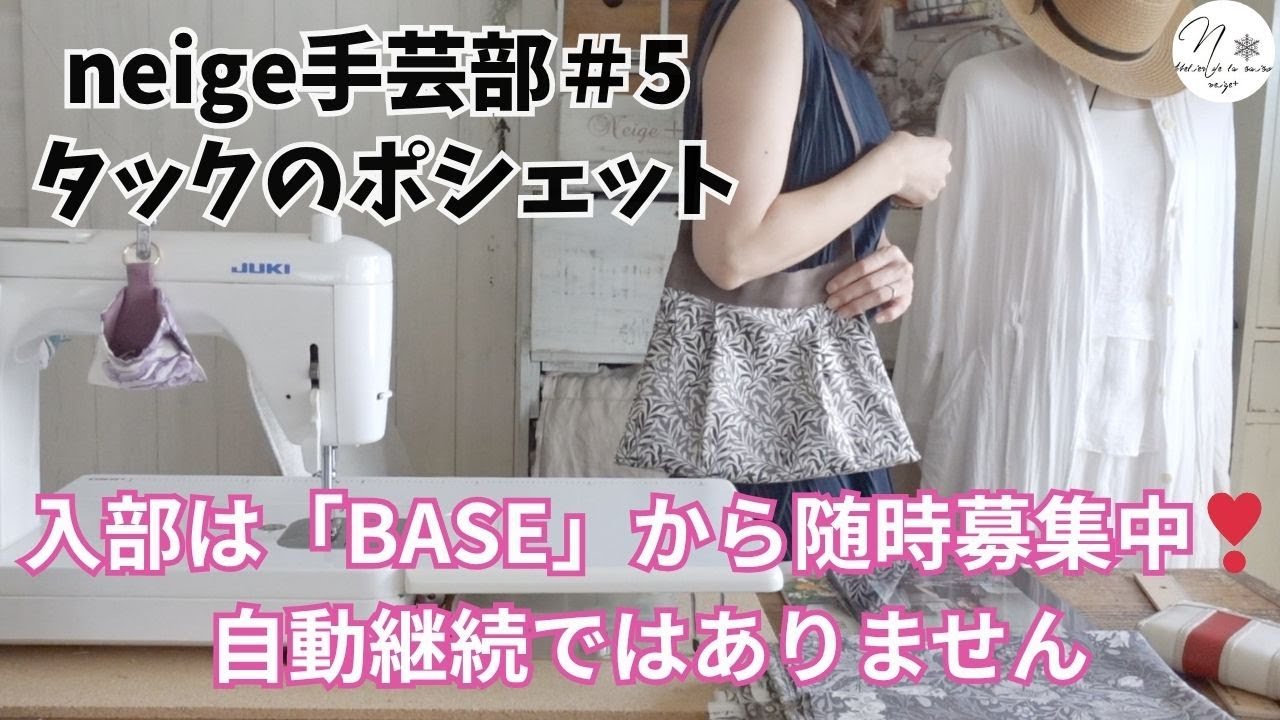 neige手芸部#5
タックのポシェット
Neige+
JUKI
入部は「BASE」から随時募集中❣
自動継続ではありません